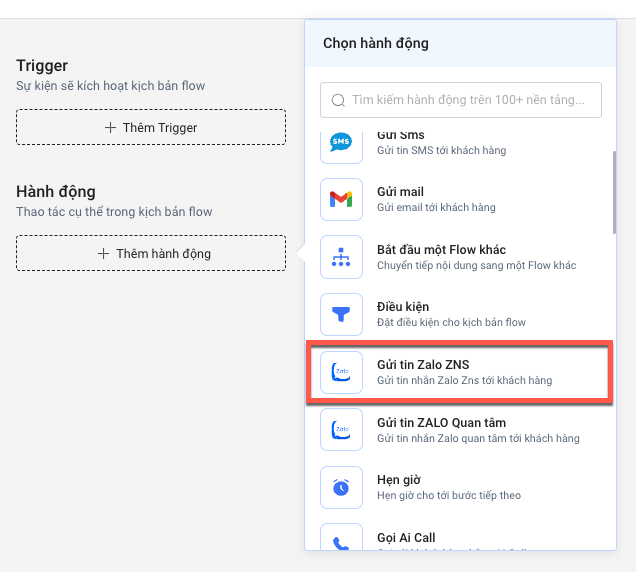 Chọn hành động
Trigger
Sự kiện sẽ kích hoạt kịch bản flow
Thêm Trigger
Hành động
Thao tác cụ thể trong kịch bản flow
Thêm hành động
Tìm kiếm hành động trên 100+ nền tảng...
SMS
Gửi Sms
Gửi tin SMS tới khách hàng
Gửi mail
Gửi email tới khách hàng
Bắt đầu một Flow khác
Chuyển tiếp nội dung sang một Flow khác
Điều kiện
Đặt điều kiện cho kịch bản flow
Zalo
Gửi tin Zalo ZNS
Gửi tin nhắn Zalo Zns tới khách hàng
Zalo
Gửi tin ZALO Quan tâm
Gửi tin nhắn Zalo quan tâm tới khách hàng
Hẹn giờ
Hẹn giờ cho tới bước tiếp theo
Gọi Ai Call